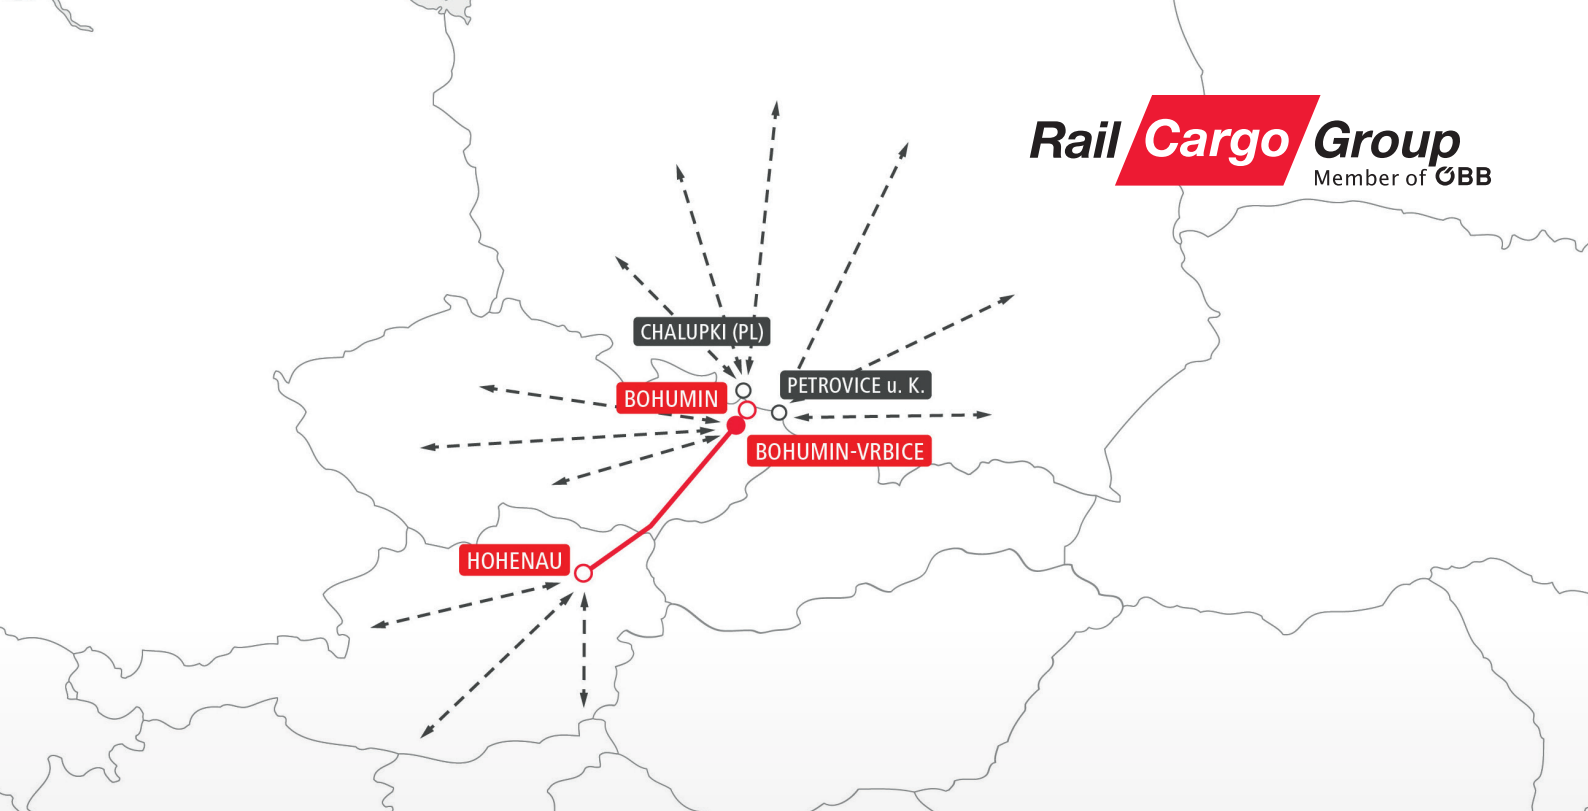 Rail Cargo Group
Member of ÖBB
CHALUPKI (PL)
PETROVICE u. K.
BOHUMIN
BOHUMIN-VRBICE
HOHENAU